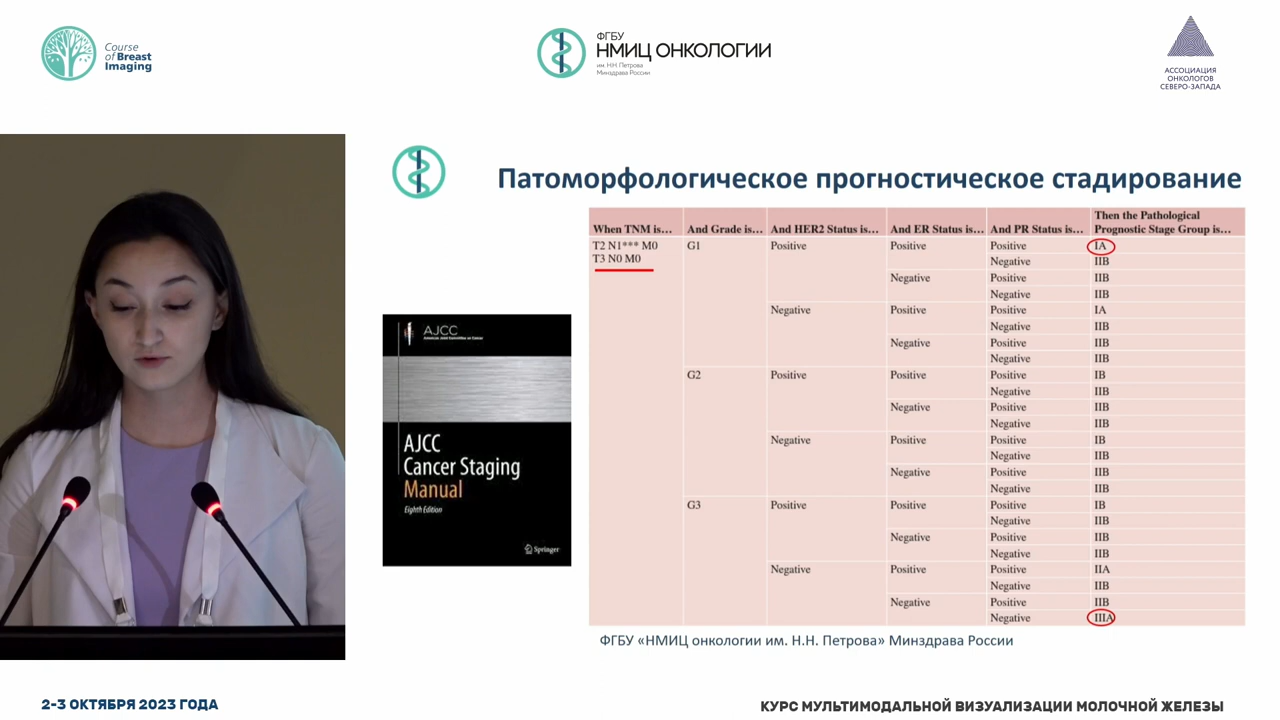 Course
of Breast
Imaging
ФГБУ
НМИЦ ОНКОЛОГИИ
им. Н.Н. Петрова
Минздрава России
АССОЦИАЦИЯ
ОНКОЛОГОВ
СЕВЕРО-ЗАПАДА
Патоморфологическое прогностическое стадирование
AJCC
American Joint Committee on Cancer
AJCC
Cancer Staging
Manual
Eighth Edition
Springer
When TNM is… And Grade is… And HER2 Status is… And ER Status is… And PR Status is… Then the Pathological Prognostic Stage Group is…
T2 N1*** M0 G1 Positive Positive Positive IA
T3 N0 M0
Negative IIB
Negative Positive IIB
Negative IIB
Negative Positive Positive IA
Negative IIB
Negative Positive IIB
Negative IIB
G2 Positive Positive Positive IB
Negative IIB
Negative Positive IIB
Negative IIB
Negative Positive Positive IB
Negative IIB
Negative Positive IIB
Negative IIB
G3 Positive Positive Positive IB
Negative IIB
Negative Positive IIB
Negative IIB
Negative Positive Positive IIA
Negative IIB
Negative Positive IIB
Negative IIIA
ФГБУ «НМИЦ онкологии им. Н.Н. Петрова» Минздрава России
2-3 ОКТЯБРЯ 2023 ГОДА
КУРС МУЛЬТИМОДАЛЬНОЙ ВИЗУАЛИЗАЦИИ МОЛОЧНОЙ ЖЕЛЕЗЫ